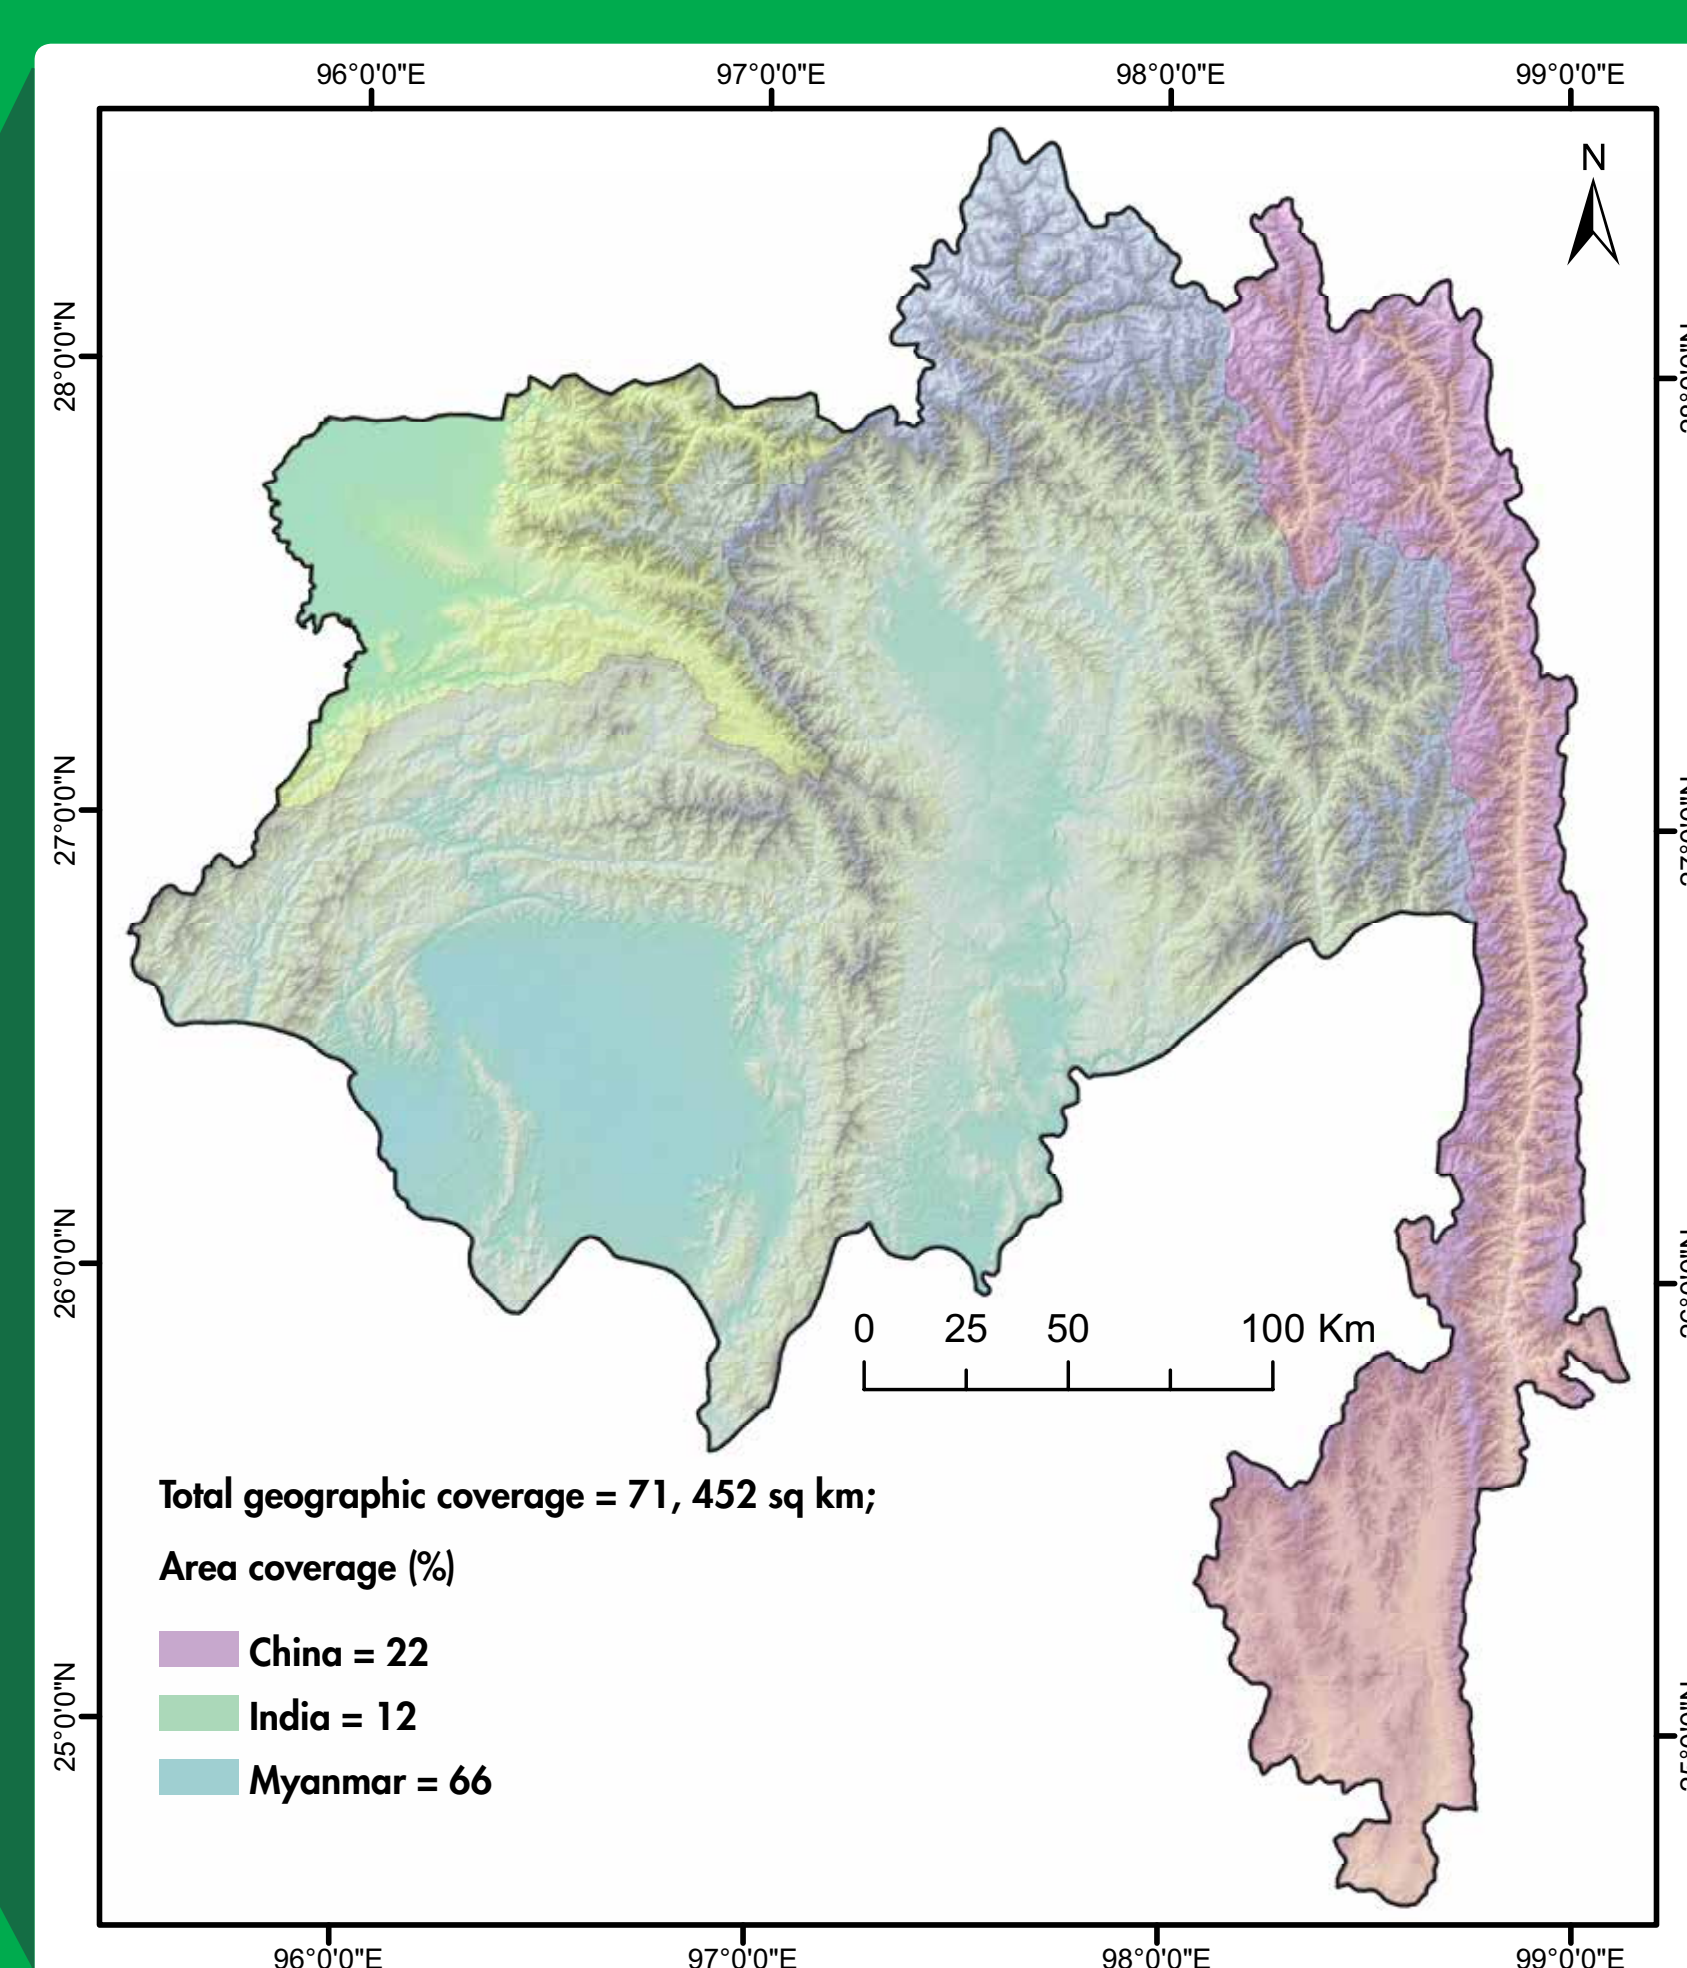 96°0'0"E 97°0'0"E 98°0'0"E 99°0'0"E
N
28°0'0"N
27°0'0"N
26°0'0"N
0 25 50 100 Km
Total geographic coverage = 71, 452 sq km;
Area coverage (%)
China = 22
India = 12
Myanmar = 66
25°0'0"N
96°0'0"E 97°0'0"E 98°0'0"E 99°0'0"E